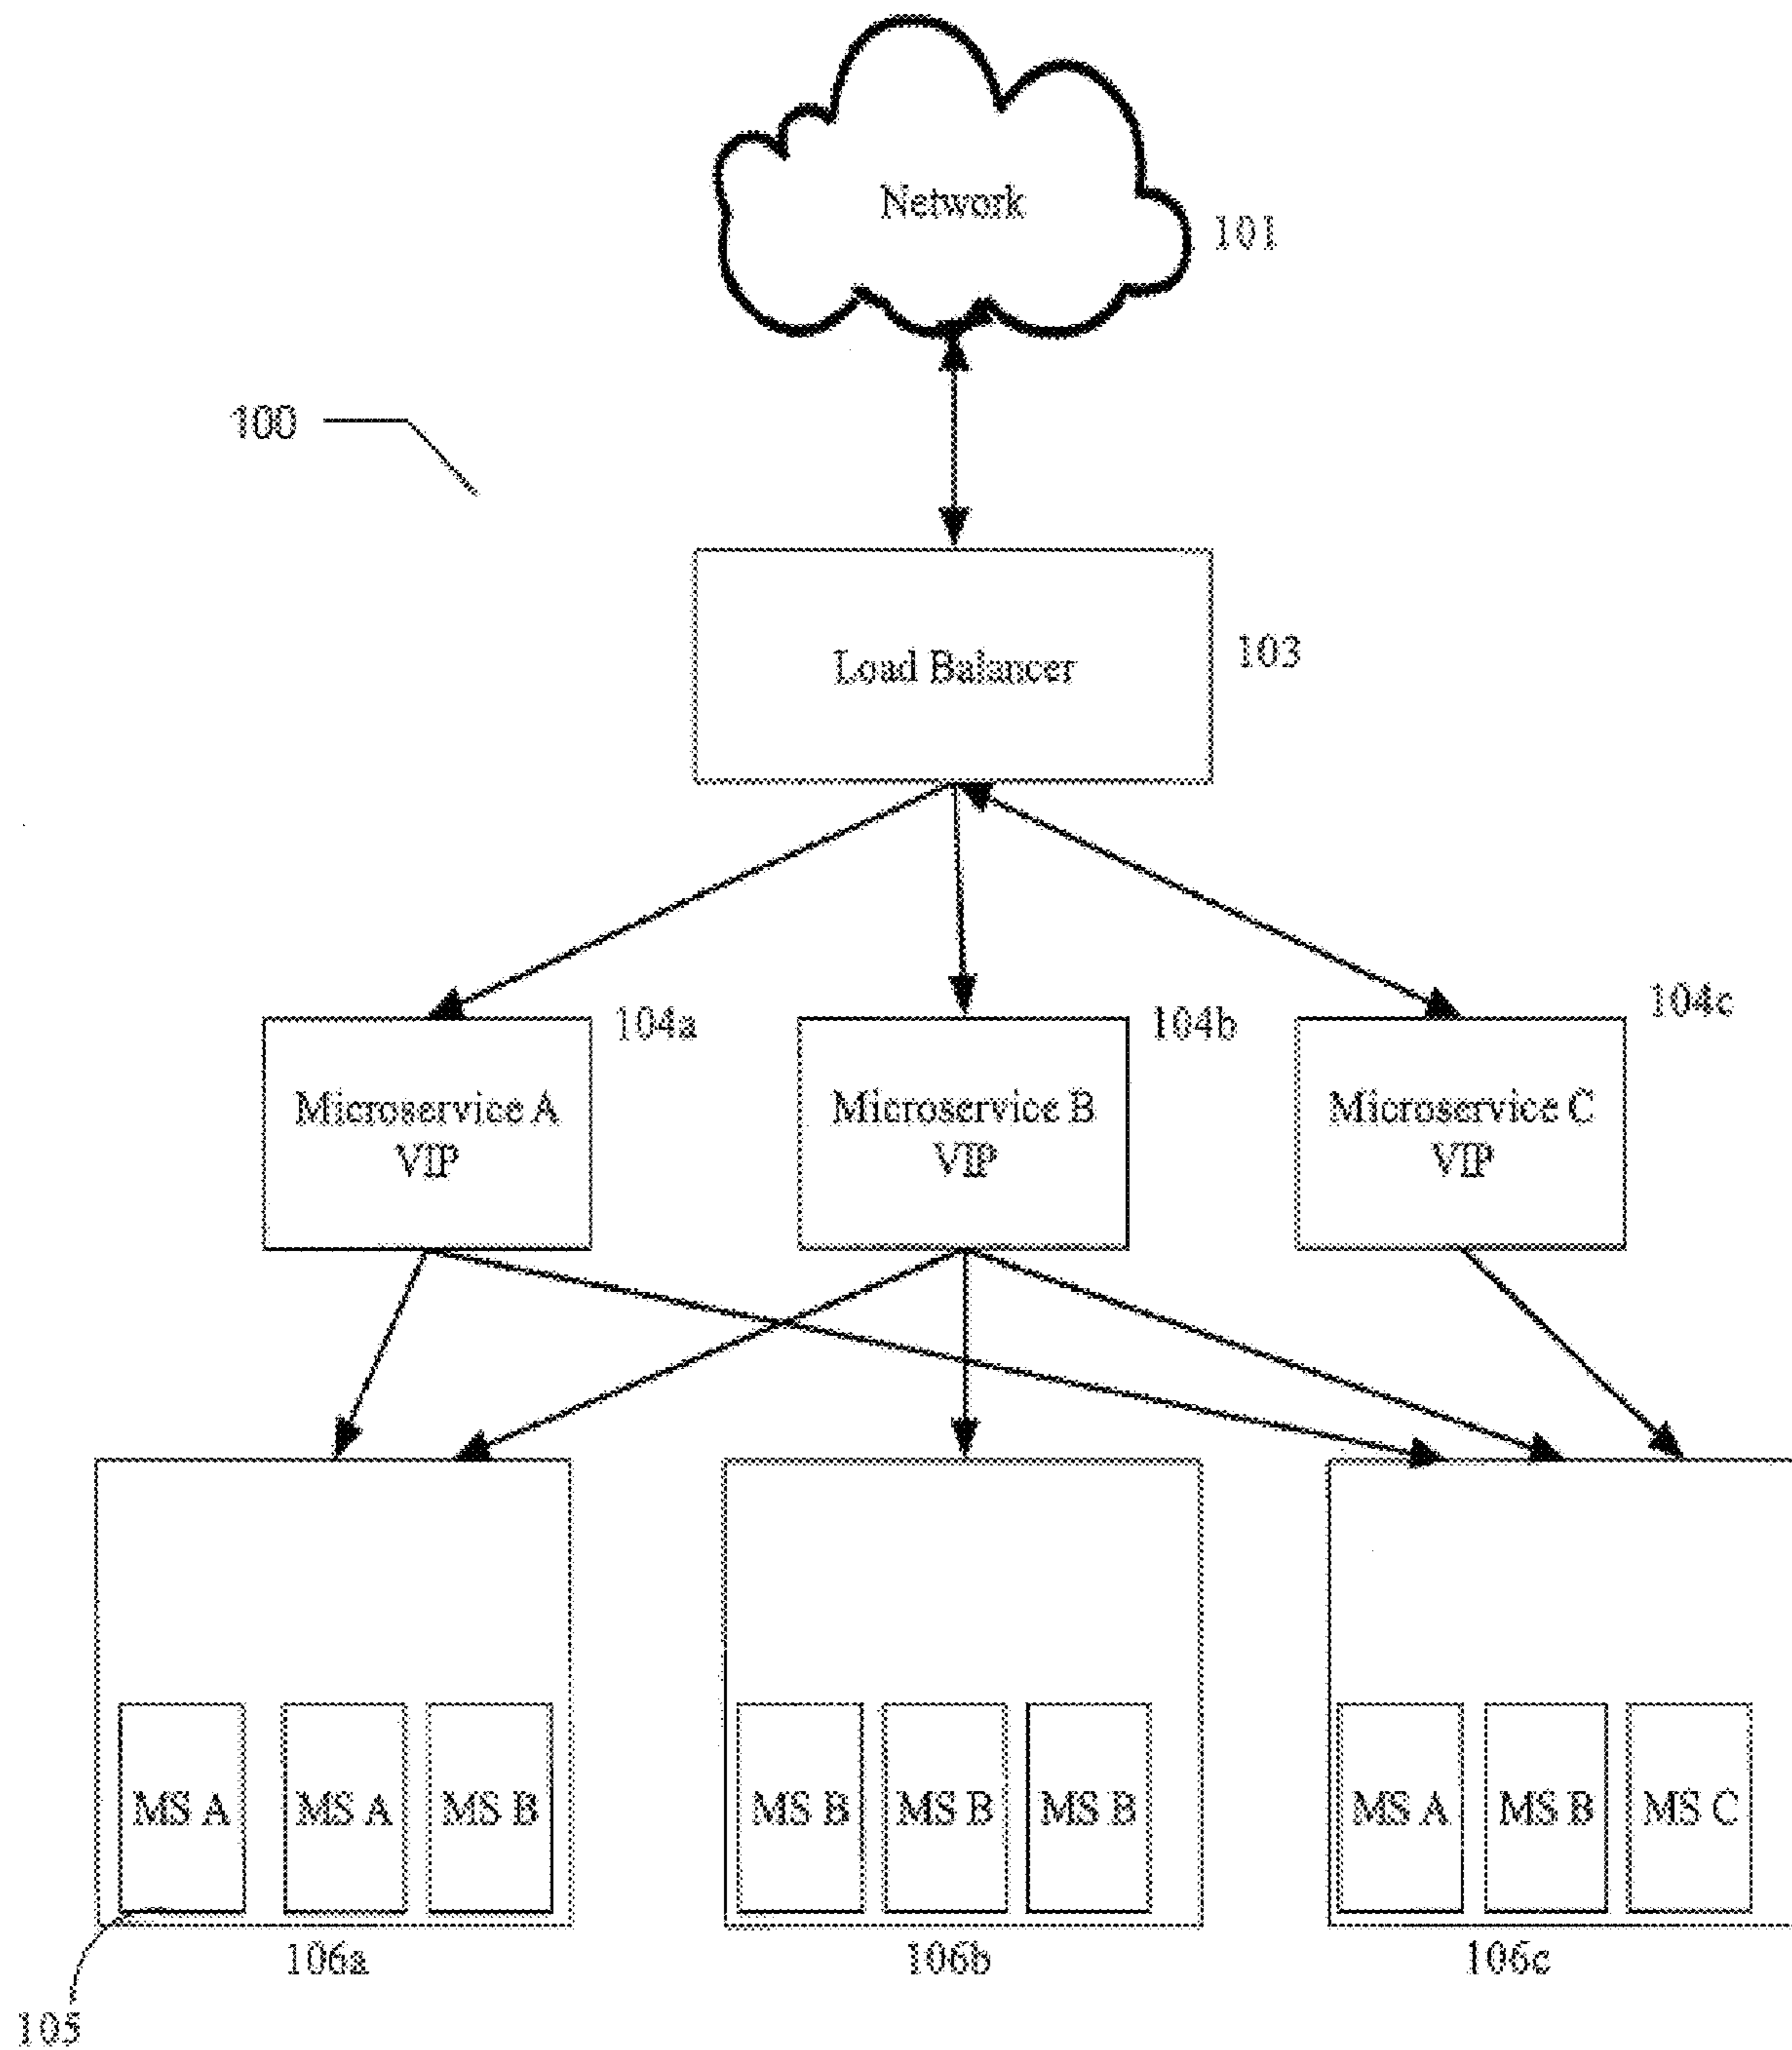 Network
101
100
Load Balancer
103
104a
104b
104c
Microservice A
VIP
Microservice B
VIP
Microservice C
VIP
MS A
MS A
MS B
MS B
MS B
MS B
MS A
MS B
MS C
106a
106b
106c
105